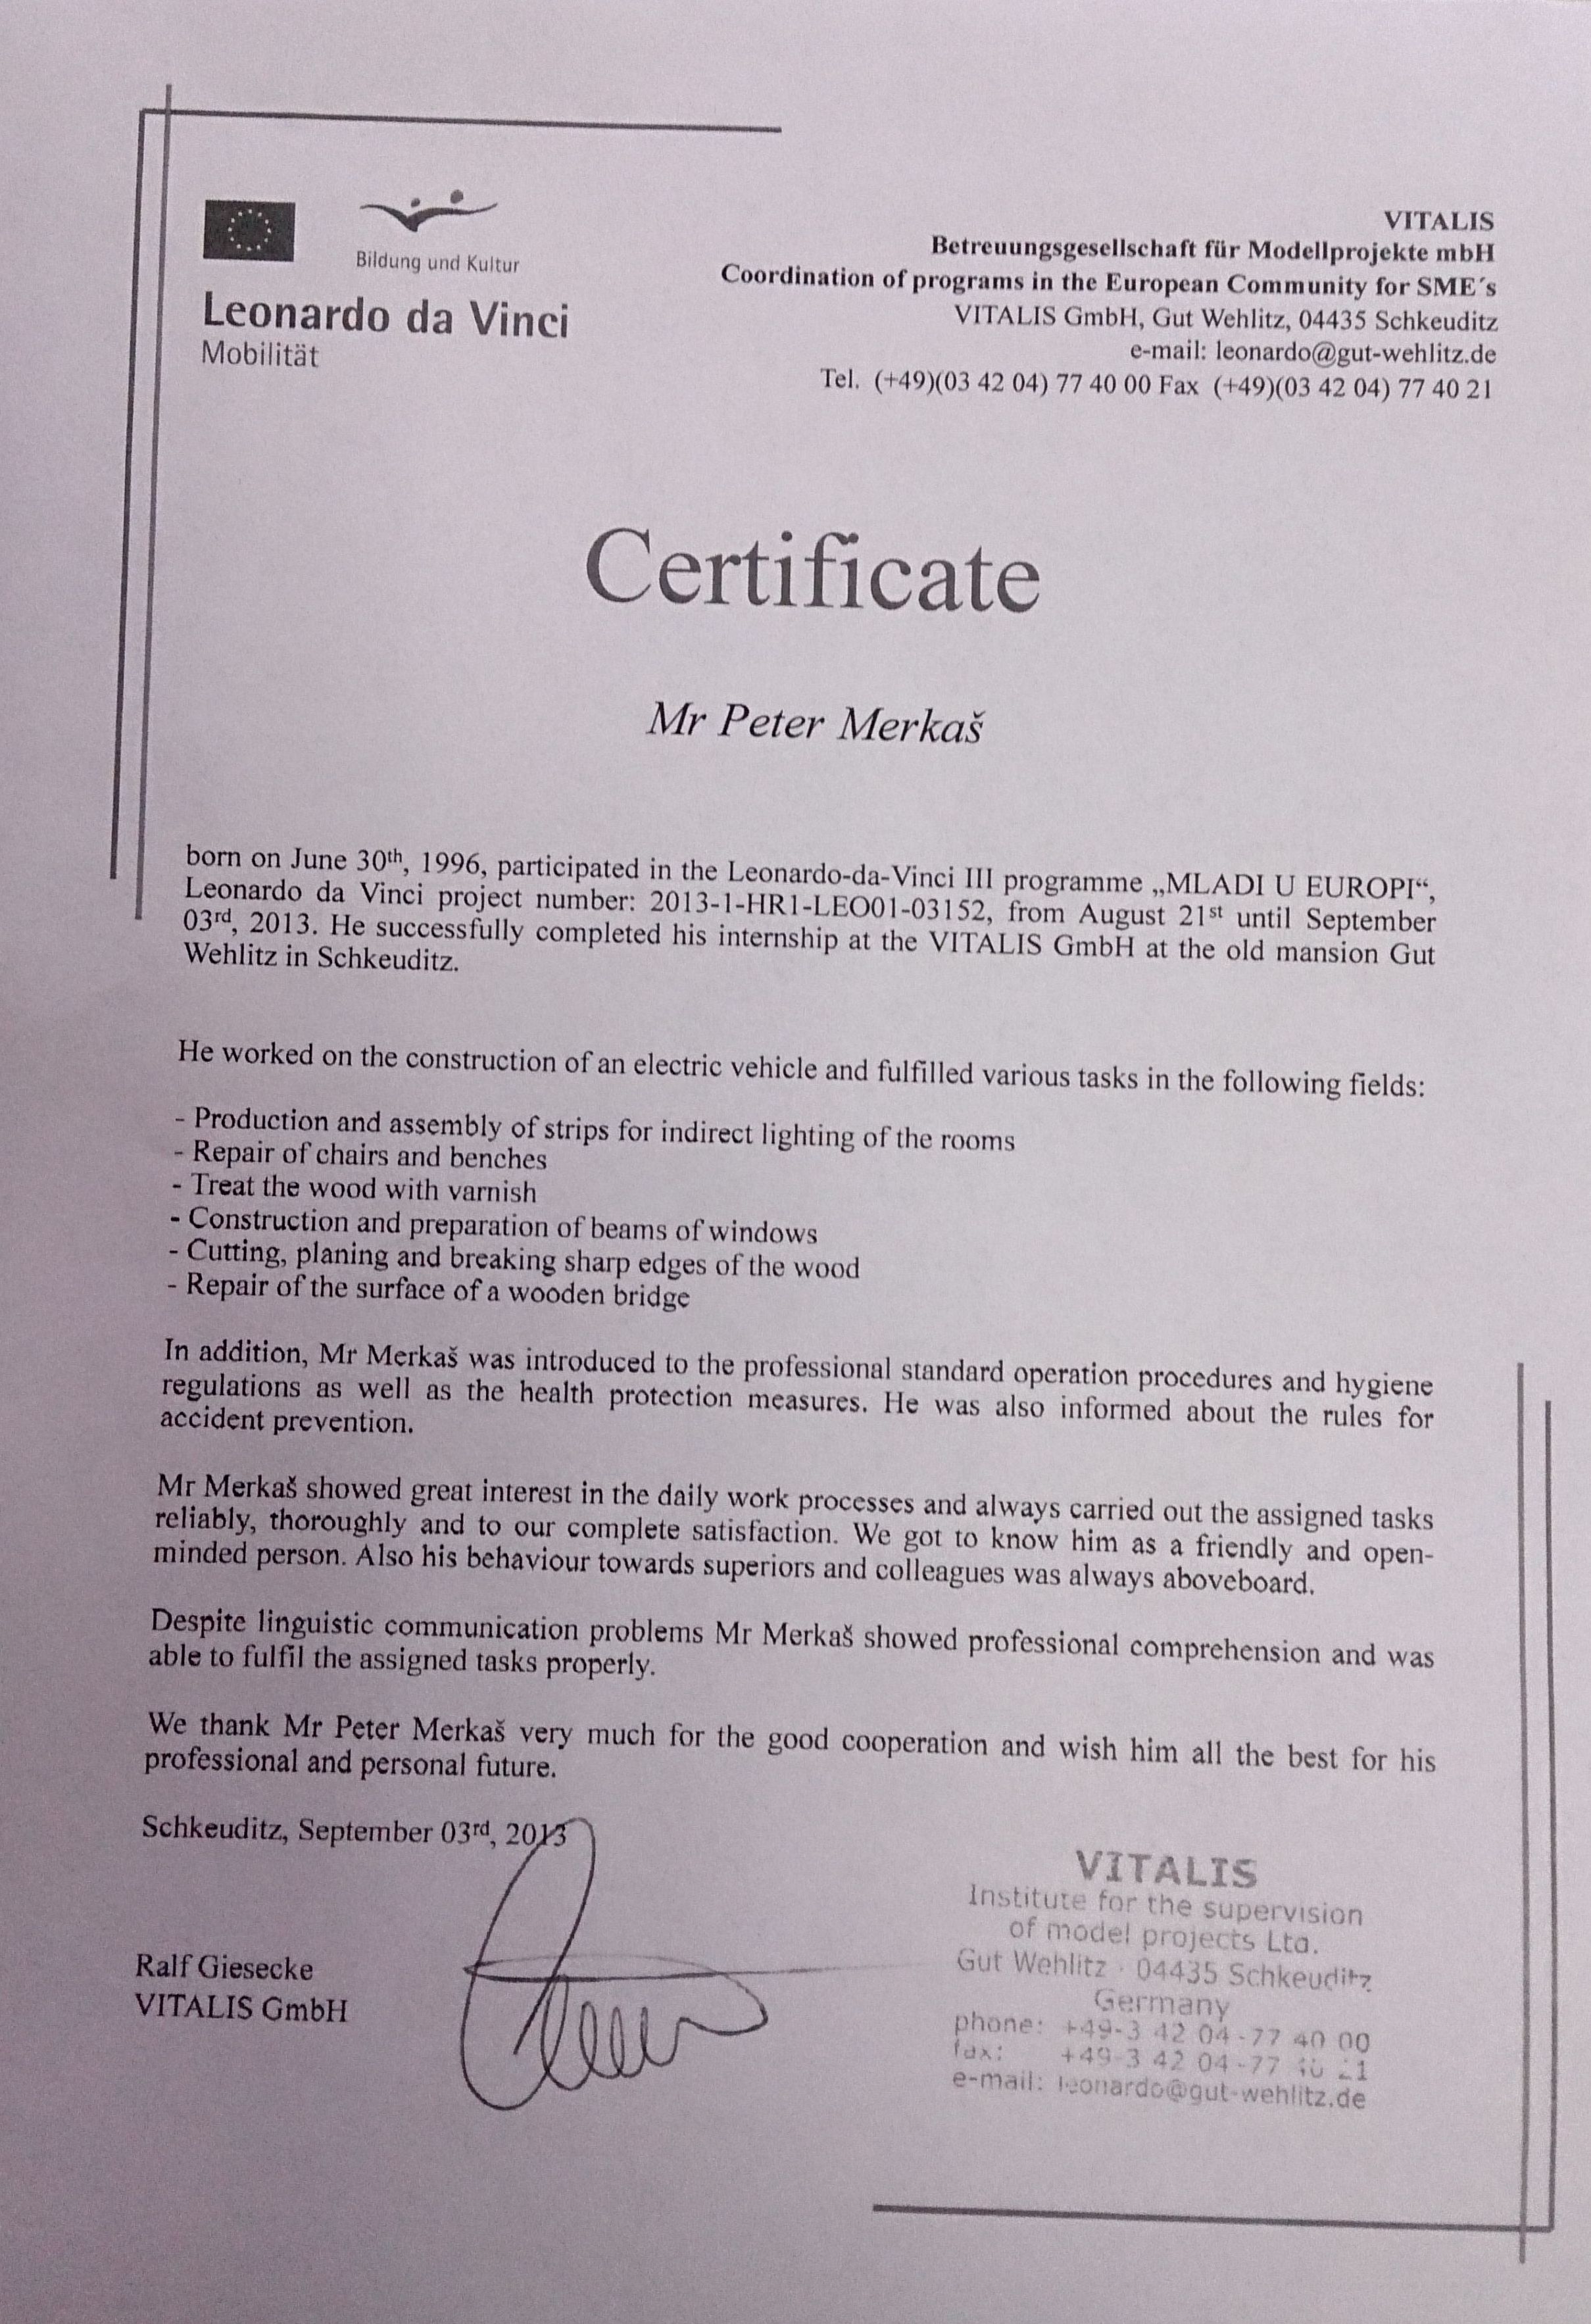 Bildung und Kultur
Leonardo da Vinci
Mobilität
VITALIS
Betreuungsgesellschaft für Modellprojekte mbH
Coordination of programs in the European Community for SME´s
VITALIS GmbH, Gut Wehlitz, 04435 Schkeuditz
e-mail: leonardo@gut-wehlitz.de
Tel. (+49)(03 42 04) 77 40 00 Fax (+49)(03 42 04) 77 40 21
Certificate
Mr Peter Merkaš
born on June 30th, 1996, participated in the Leonardo-da-Vinci III programme „MLADI U EUROPI“,
Leonardo da Vinci project number: 2013-1-HR1-LEO01-03152, from August 21st until September
03rd, 2013. He successfully completed his internship at the VITALIS GmbH at the old mansion Gut
Wehlitz in Schkeuditz.
He worked on the construction of an electric vehicle and fulfilled various tasks in the following fields:
- Production and assembly of strips for indirect lighting of the rooms
- Repair of chairs and benches
- Treat the wood with varnish
- Construction and preparation of beams of windows
- Cutting, planing and breaking sharp edges of the wood
- Repair of the surface of a wooden bridge
In addition, Mr Merkaš was introduced to the professional standard operation procedures and hygiene
regulations as well as the health protection measures. He was also informed about the rules for
accident prevention.
Mr Merkaš showed great interest in the daily work processes and always carried out the assigned tasks
reliably, thoroughly and to our complete satisfaction. We got to know him as a friendly and open-
minded person. Also his behaviour towards superiors and colleagues was always aboveboard.
Despite linguistic communication problems Mr Merkaš showed professional comprehension and was
able to fulfil the assigned tasks properly.
We thank Mr Peter Merkaš very much for the good cooperation and wish him all the best for his
professional and personal future.
Schkeuditz, September 03rd, 2013
Ralf Giesecke
VITALIS GmbH
VITALIS
Institute for the supervision
of model projects Ltd.
Gut Wehlitz · 04435 Schkeuditz
Germany
phone: +49-3 42 04-77 40 00
fax: +49-3 42 04-77 40 21
e-mail: leonardo@gut-wehlitz.de